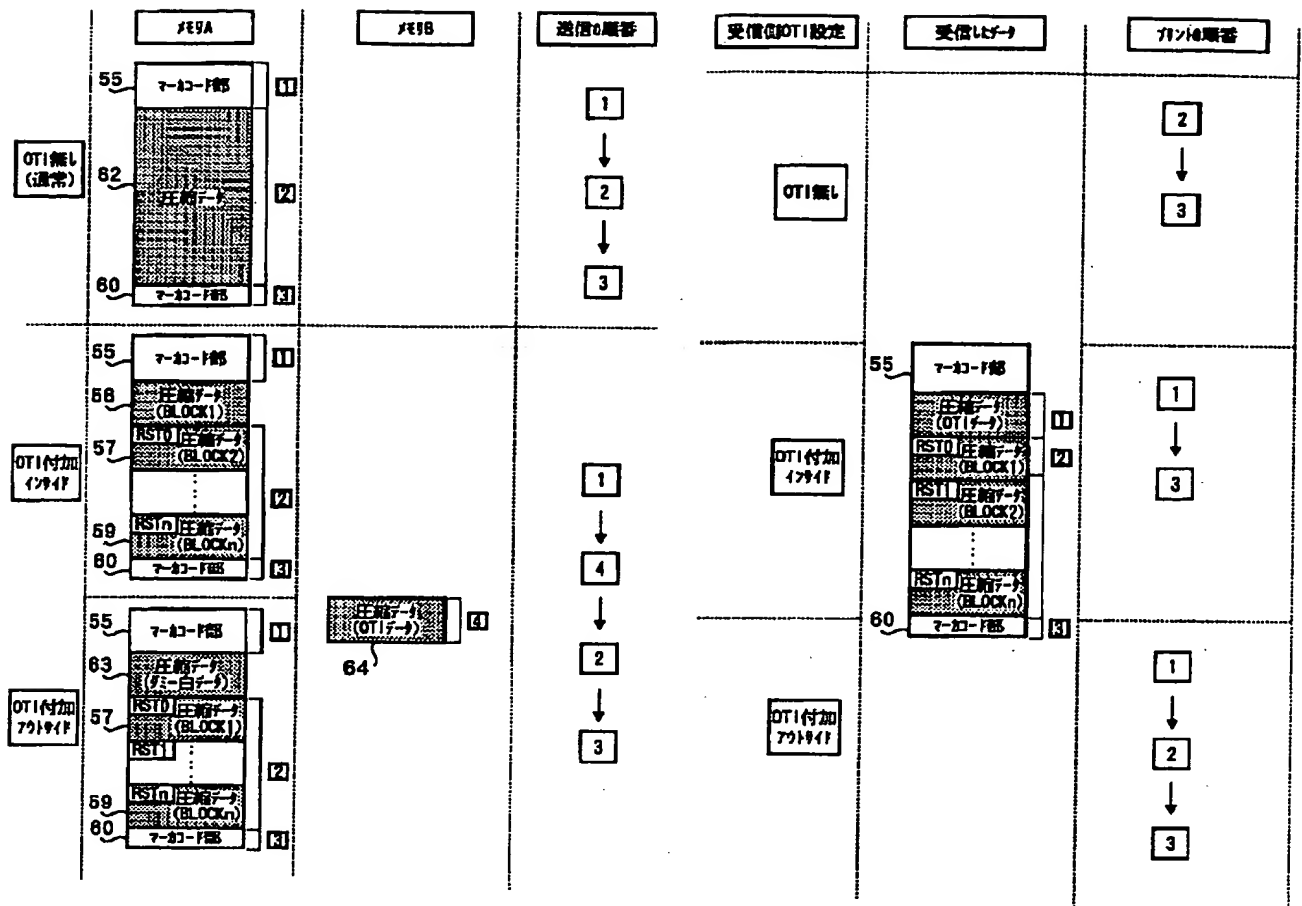 メモリA
メモリB
送信の順番
受信側OTI設定
受信したデータ
プリントの順番
OTI無し
(通常)
55
マーカコード部
1
62
圧縮データ
2
60
マーカコード部
3
1
2
3
OTI無し
2
3
OTI付加
インサイド
55
マーカコード部
1
圧縮データ
(BLOCK1)
57
RST0
圧縮データ
(BLOCK2)
2
59
RSTn
圧縮データ
(BLOCKn)
60
マーカコード部
3
1
4
2
3
OTI付加
アウトサイド
55
マーカコード部
1
63
圧縮データ
(ダミー白データ)
57
RST0
圧縮データ
(BLOCK1)
RST1
2
59
RSTn
圧縮データ
(BLOCKn)
60
マーカコード部
3
圧縮データ
(OTIデータ)
4
64
OTI付加
インサイド
55
マーカコード部
圧縮データ
(OTIデータ)
1
RST0
圧縮データ
(BLOCK1)
2
RST1
圧縮データ
(BLOCK2)
RSTn
圧縮データ
(BLOCKn)
60
マーカコード部
3
1
3
OTI付加
アウトサイド
1
2
3